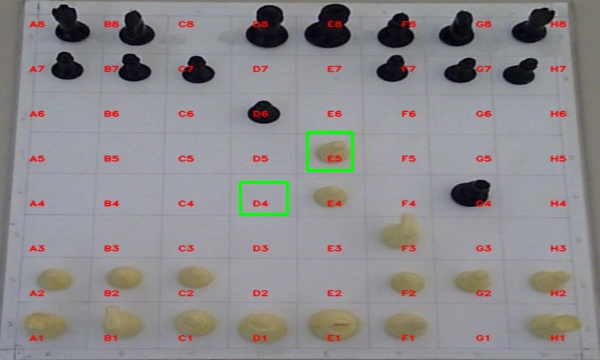 A8 B8 C8 D8 E8 F8 G8 H8
A7 B7 C7 D7 E7 F7 G7 H7
A6 B6 C6 D6 E6 F6 G6 H6
A5 B5 C5 D5 E5 F5 G5 H5
A4 B4 C4 D4 E4 F4 G4 H4
A3 B3 C3 D3 E3 F3 G3 H3
A2 B2 C2 D2 E2 F2 G2 H2
A1 B1 C1 D1 E1 F1 G1 H1